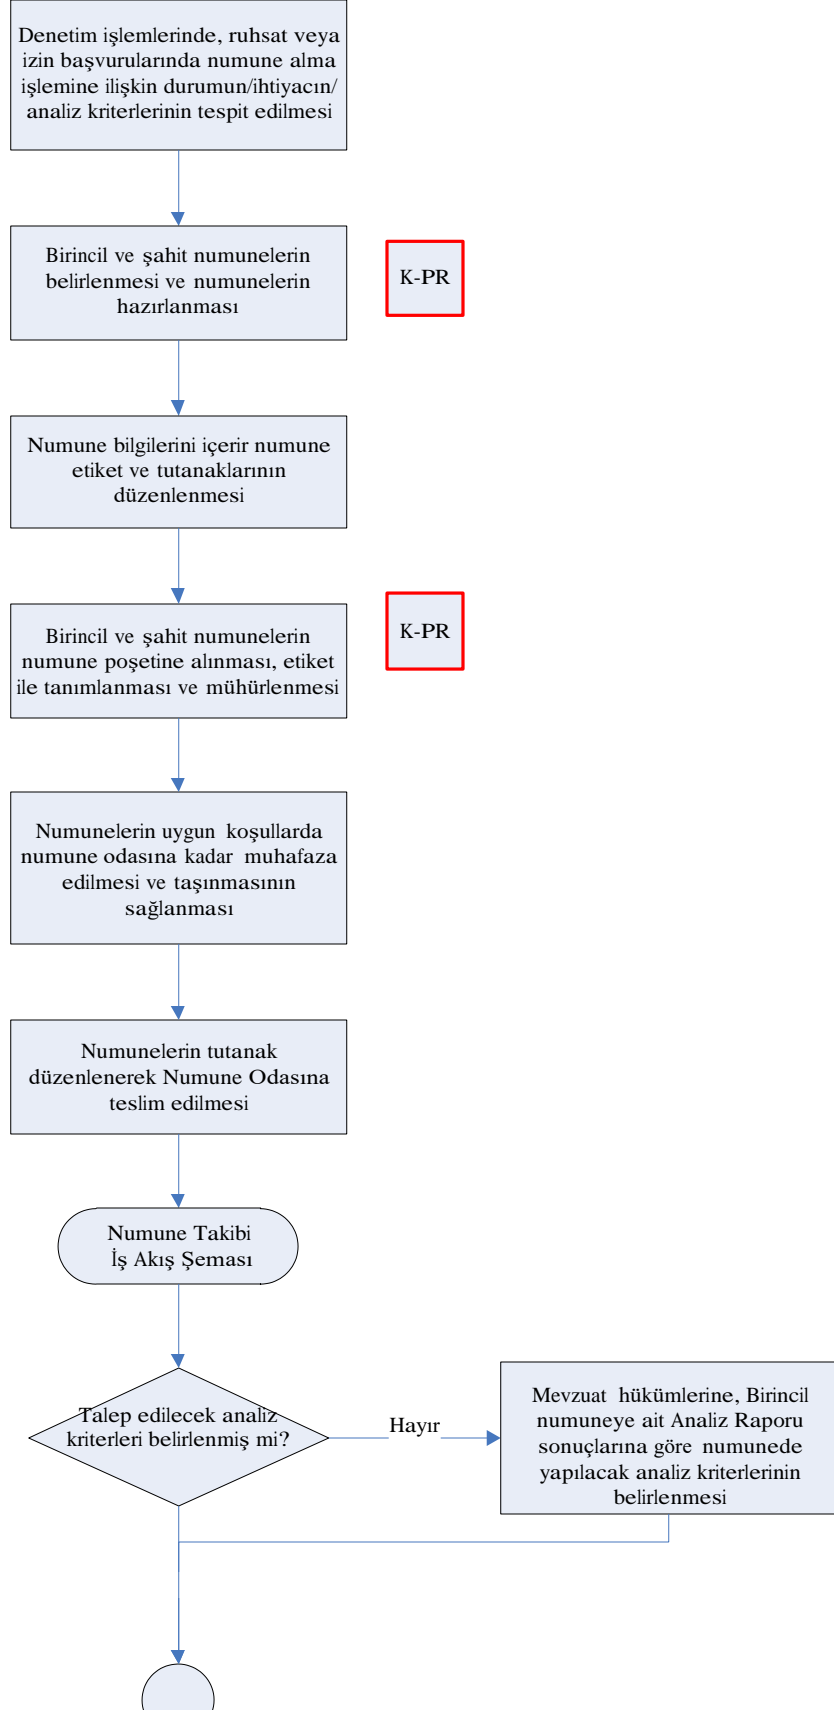 Denetim işlemlerinde, ruhsat veya
izin başvurularında numune alma
işlemine ilişkin durumun/ihtiyacın/
analiz kriterlerinin tespit edilmesi
Birincil ve şahit numunelerin
belirlenmesi ve numunelerin
hazırlanması
K-PR
Numune bilgilerini içerir numune
etiket ve tutanaklarının
düzenlenmesi
Birincil ve şahit numunelerin
numune poşetine alınması, etiket
ile tanımlanması ve mühürlenmesi
K-PR
Numunelerin uygun koşullarda
numune odasına kadar muhafaza
edilmesi ve taşınmasının
sağlanması
Numunelerin tutanak
düzenlenerek Numune Odasına
teslim edilmesi
Numune Takibi
İş Akış Şeması
Talep edilecek analiz
kriterleri belirlenmiş mi?
Hayır
Mevzuat hükümlerine, Birincil
numuneye ait Analiz Raporu
sonuçlarına göre numunede
yapılacak analiz kriterlerinin
belirlenmesi